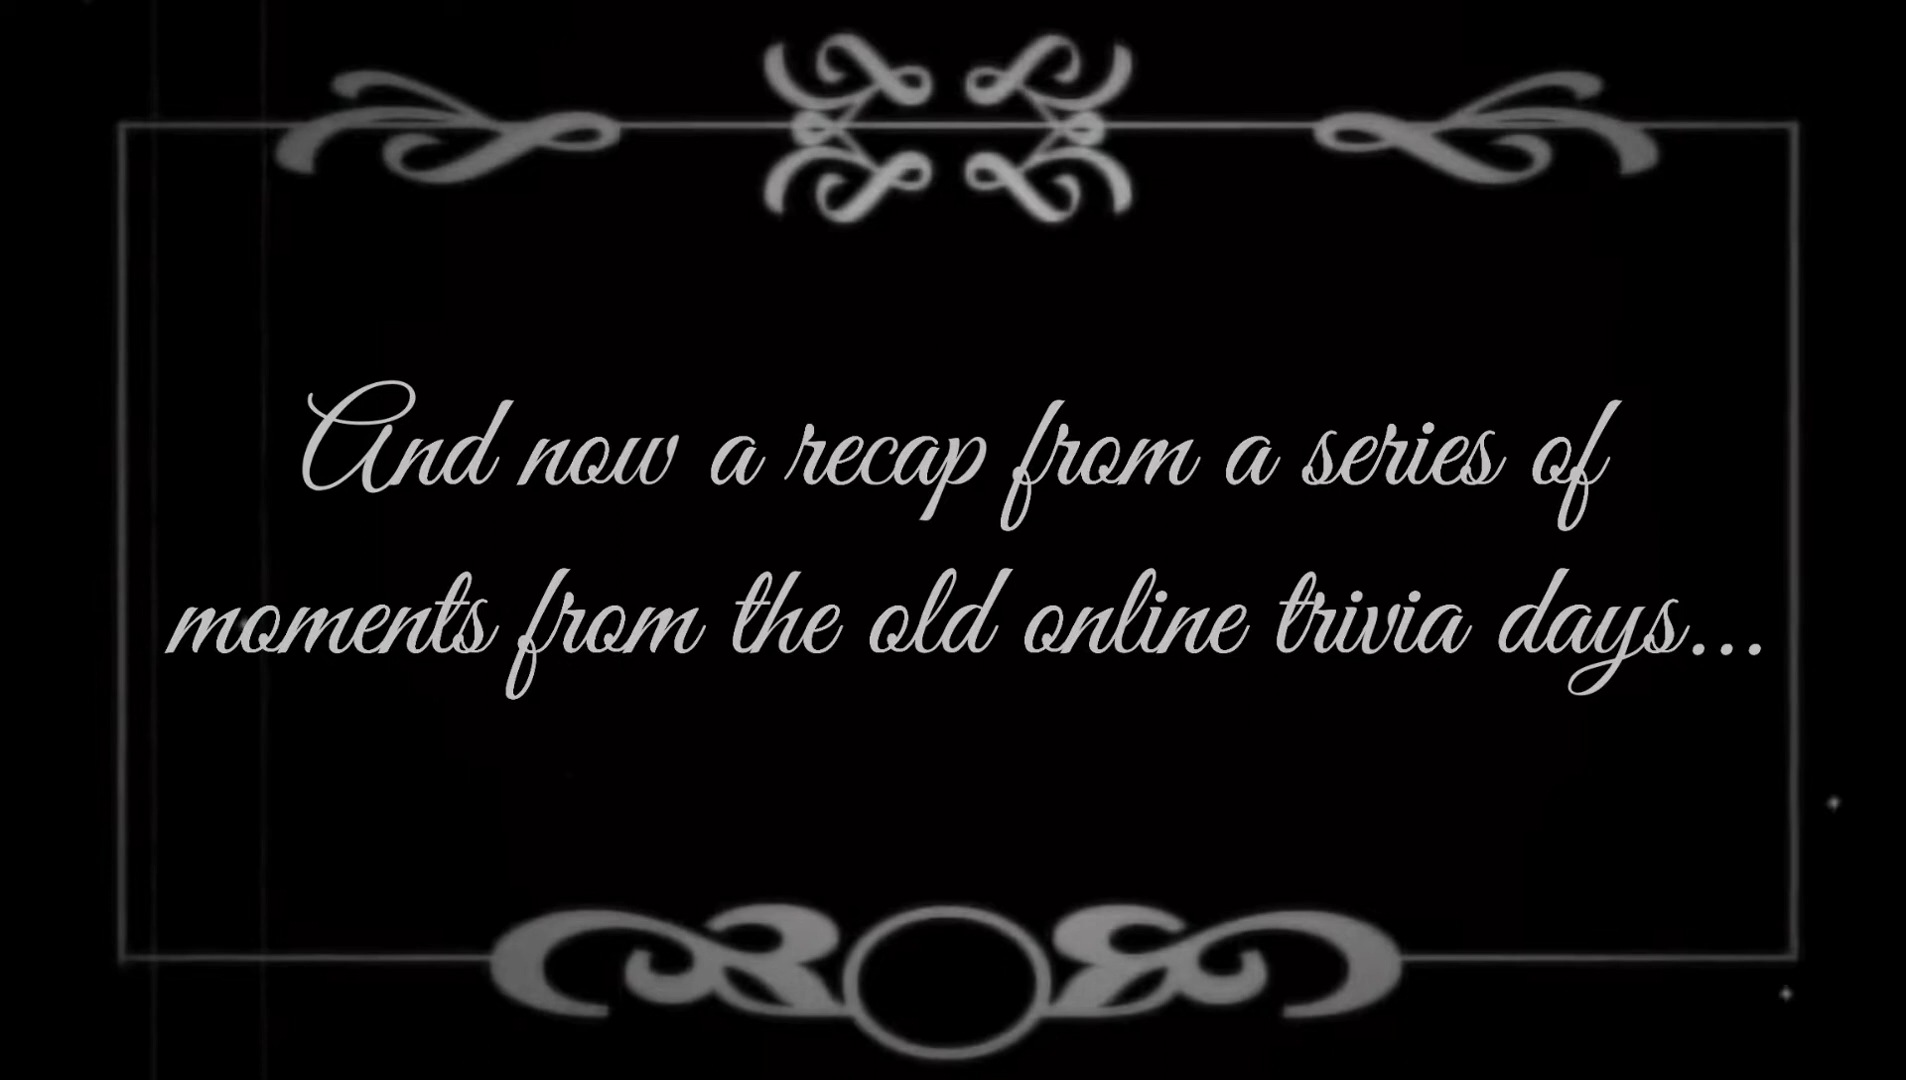 And now a recap from a series of
moments from the old online trivia days...